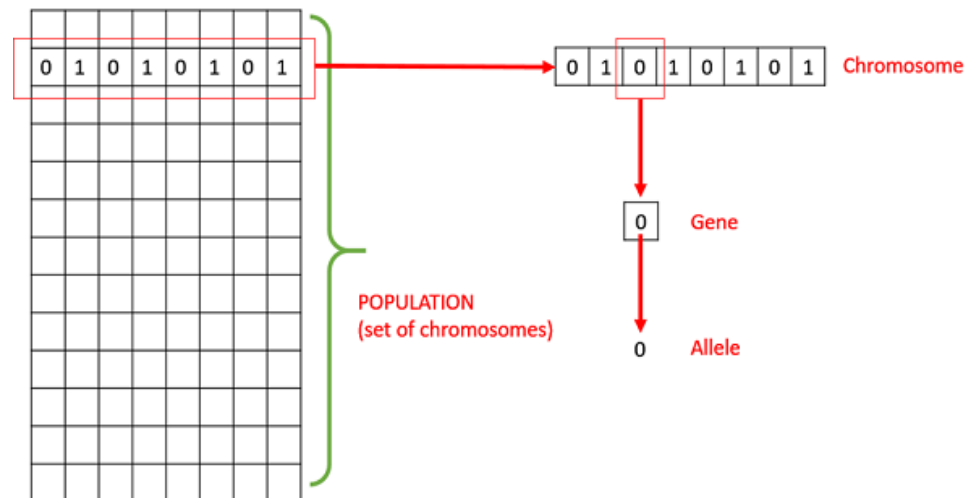 0 1 0 1 0 1 0 1
0 1 0 1 0 1 0 1 Chromosome
0 Gene
POPULATION
(set of chromosomes)
0 Allele